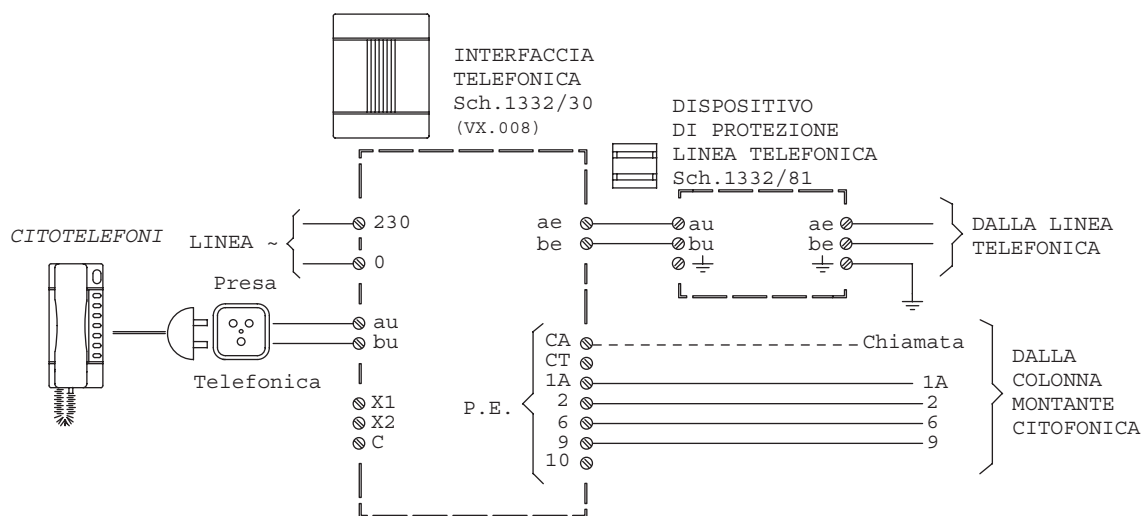 INTERFACCIA
TELEFONICA
Sch.1332/30
(VX.008)
DISPOSITIVO
DI PROTEZIONE
LINEA TELEFONICA
Sch.1332/81
CITOTELEFONI
LINEA ~
230
0
Presa
Telefonica
au
bu
X1
X2
C
ae
be
au
bu
ae
be
DALLA LINEA
TELEFONICA
P.E.
CA
CT
1A
2
6
9
10
Chiamata
1A
2
6
9
DALLA
COLONNA
MONTANTE
CITOFONICA